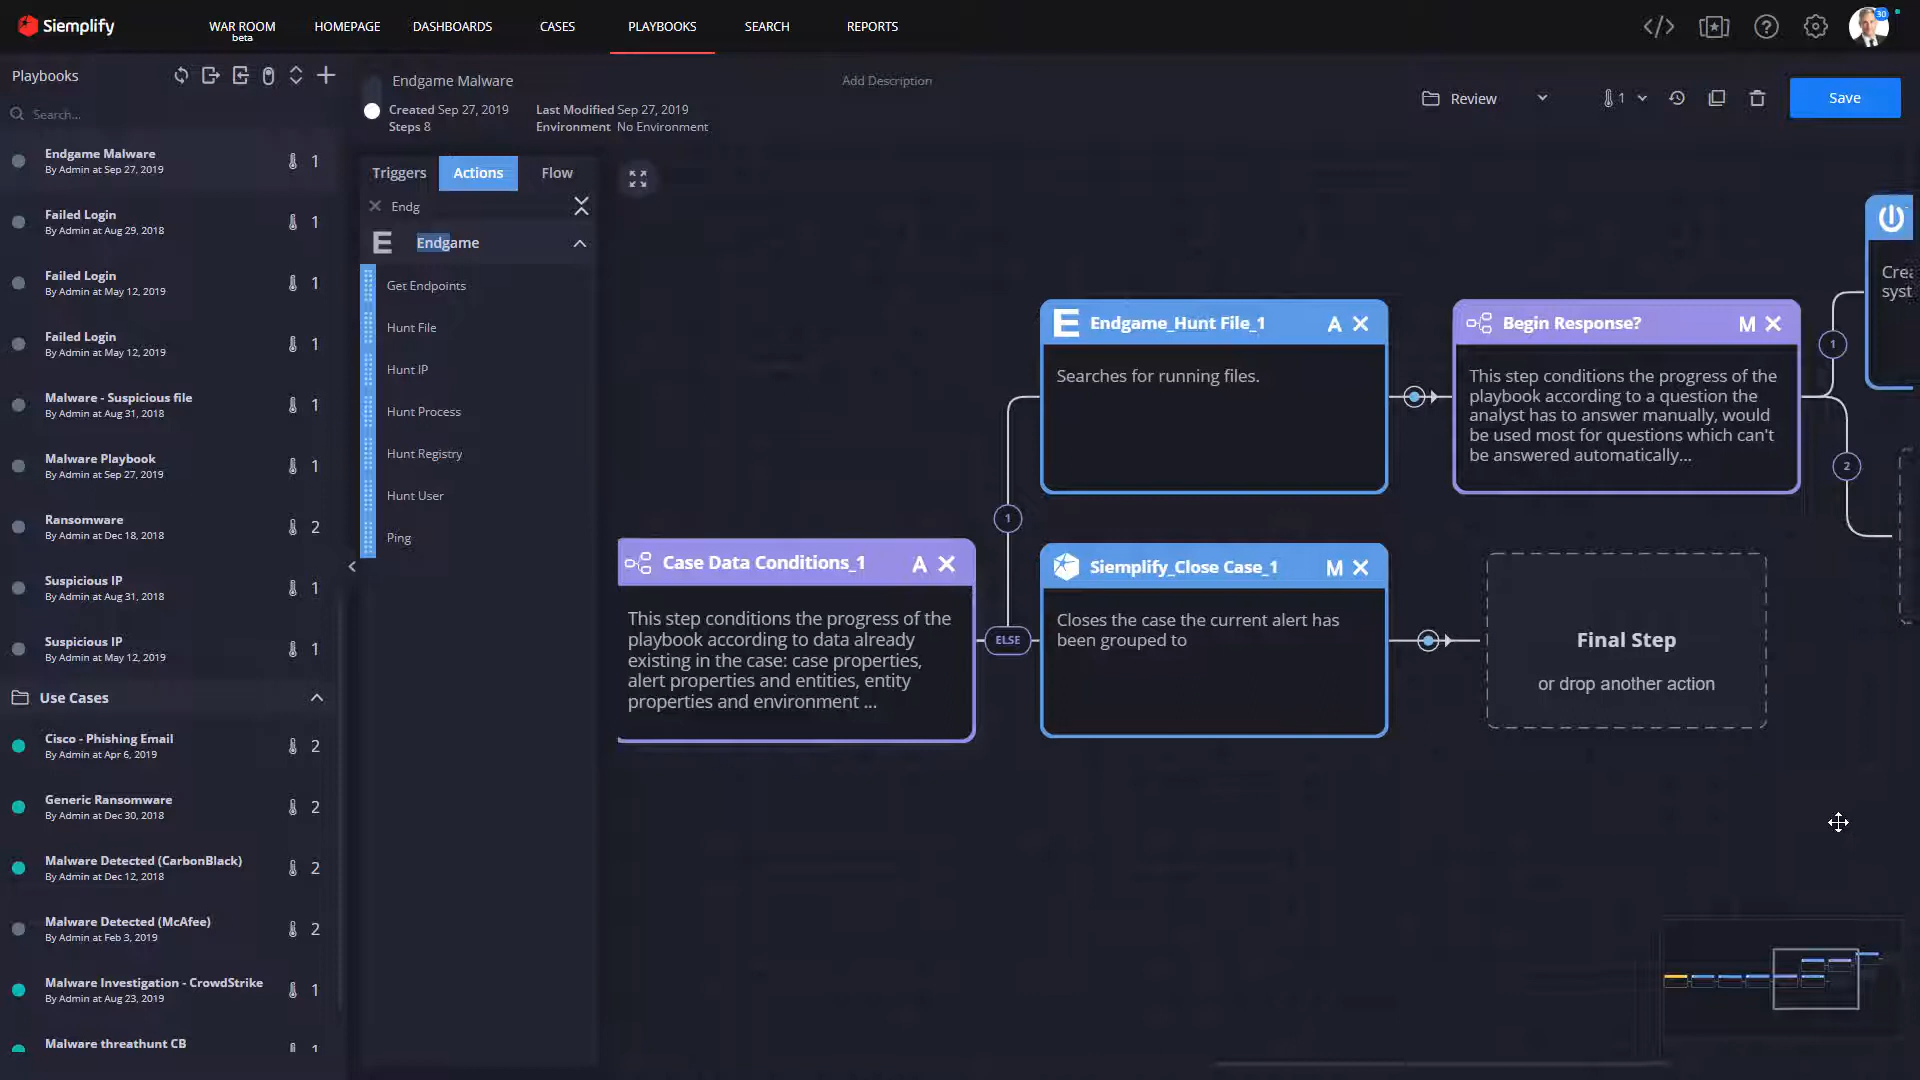 Siemplify
WAR ROOM
beta
HOMEPAGE
DASHBOARDS
CASES
PLAYBOOKS
SEARCH
REPORTS
30
Playbooks
Search...
Endgame Malware
By Admin at Sep 27, 2019
1
Failed Login
By Admin at Aug 29, 2018
1
Failed Login
By Admin at May 12, 2019
1
Failed Login
By Admin at May 12, 2019
1
Malware - Suspicious file
By Admin at Aug 31, 2018
1
Malware Playbook
By Admin at Sep 27, 2019
1
Ransomware
By Admin at Dec 18, 2018
2
Suspicious IP
By Admin at Aug 31, 2018
1
Suspicious IP
By Admin at May 12, 2019
1
Use Cases
Cisco - Phishing Email
By Admin at Apr 6, 2019
2
Generic Ransomware
By Admin at Dec 30, 2018
2
Malware Detected (CarbonBlack)
By Admin at Dec 12, 2018
2
Malware Detected (McAfee)
By Admin at Feb 3, 2019
2
Malware Investigation - CrowdStrike
By Admin at Aug 23, 2019
1
Malware threathunt CB
1
Endgame Malware
Add Description
Created Sep 27, 2019
Last Modified Sep 27, 2019
Steps 8
Environment No Environment
Review
1
Save
Triggers
Actions
Flow
Endg
E
Endgame
Get Endpoints
Hunt File
Hunt IP
Hunt Process
Hunt Registry
Hunt User
Ping
Case Data Conditions_1
A
This step conditions the progress of the
playbook according to data already
existing in the case: case properties,
alert properties and entities, entity
properties and environment ...
1
ELSE
E
Endgame_Hunt File_1
A
Searches for running files.
Siemplify_Close Case_1
M
Closes the case the current alert has
been grouped to
Begin Response?
M
This step conditions the progress of the
playbook according to a question the
analyst has to answer manually, would
be used most for questions which can't
be answered automatically...
1
2
Final Step
or drop another action
Crea
syst